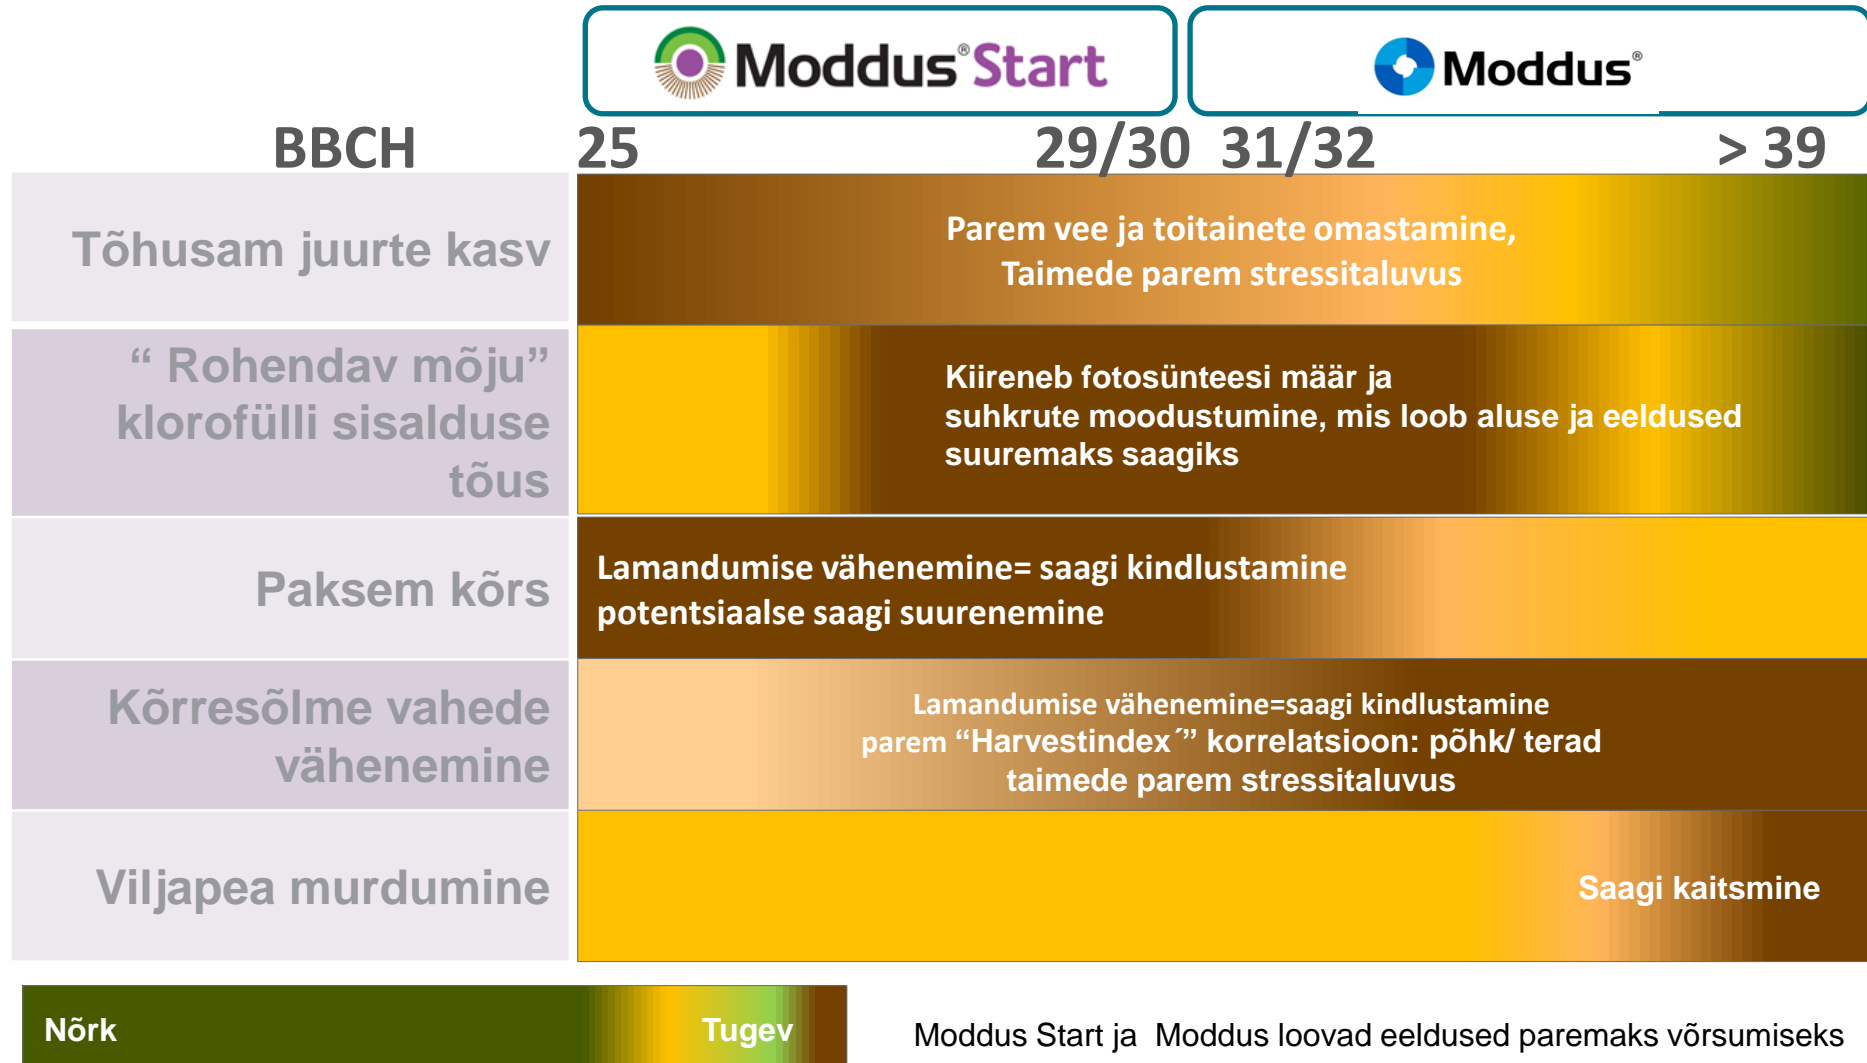 Moddus® Start
Moddus®
BBCH 25 29/30 31/32 > 39
Tõhusam juurte kasv
Parem vee ja toitainete omastamine,
Taimede parem stressitaluvus
“ Rohendav mõju”
klorofülli sisalduse
tõus
Kiireneb fotosünteesi määr ja
suhkrute moodustumine, mis loob aluse ja eeldused
suuremaks saagiks
Paksem kõrs
Lamandumise vähenemine= saagi kindlustamine
potentsiaalse saagi suurenemine
Kõrresõlme vahede
vähenemine
Lamandumise vähenemine=saagi kindlustamine
parem “Harvestindex´” korrelatsioon: põhk/ terad
taimede parem stressitaluvus
Viljapea murdumine
Saagi kaitsmine
Nõrk Tugev
Moddus Start ja Moddus loovad eeldused paremaks võrsumiseks